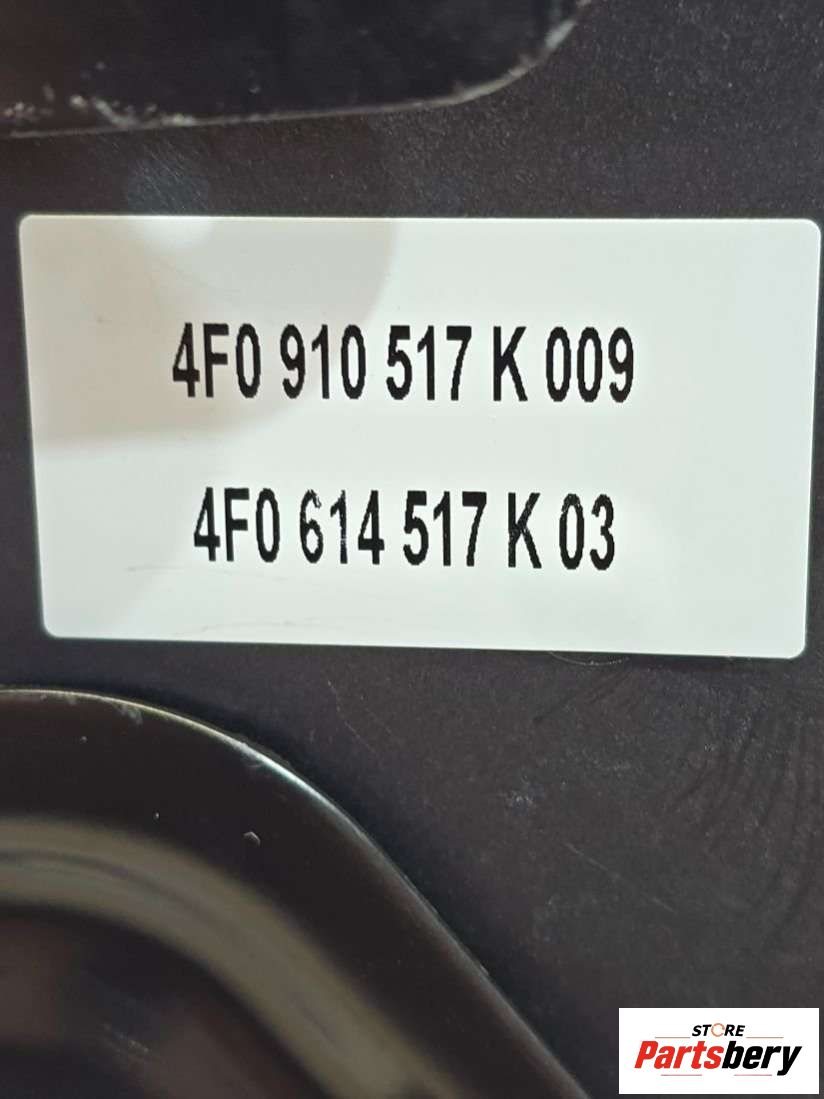 4F0 910 517 K 009
4F0 614 517 K 03
STORE
Partsbery